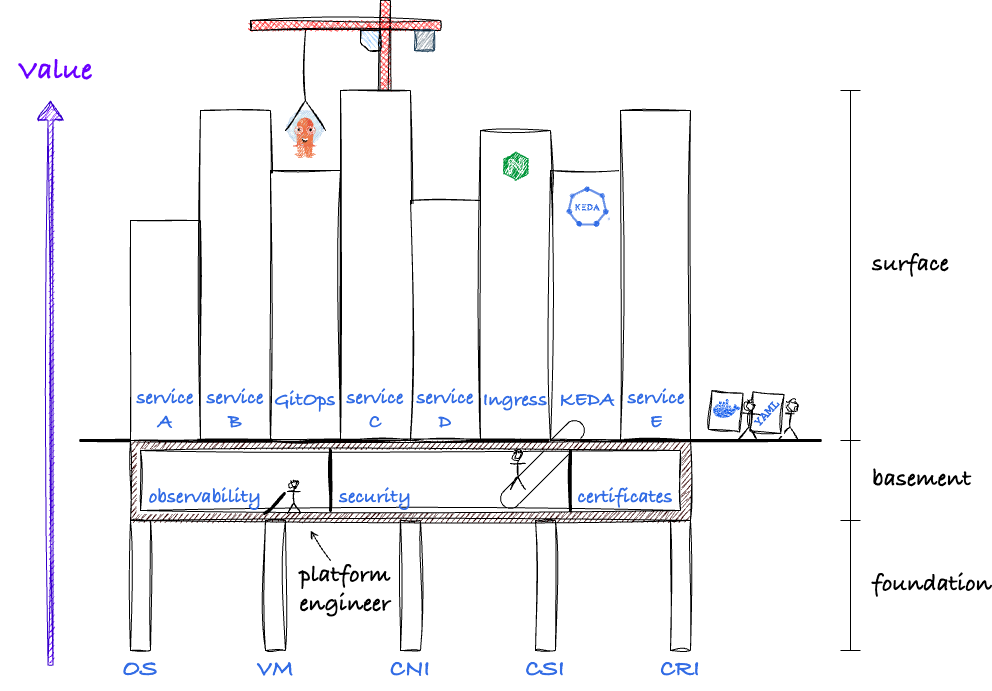 Value
KEDA
surface
service
A
service
B
GitOps
service
C
service
D
Ingress
KEDA
service
E
YAML
observability
security
certificates
basement
platform
engineer
foundation
OS
VM
CNI
CSI
CRI